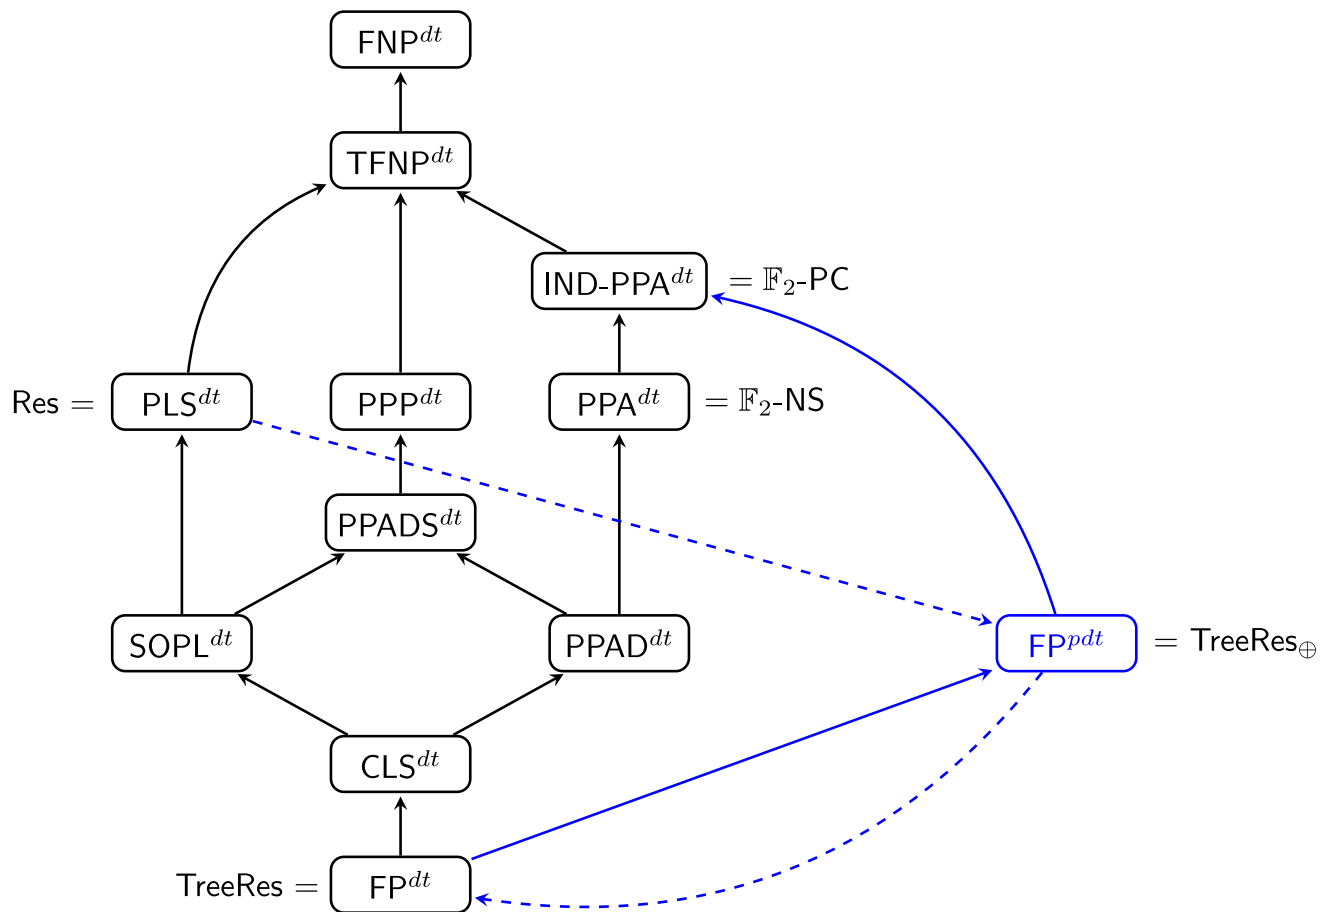 FNP^{dt}
TFNP^{dt}
IND-PPA^{dt} = 𝔽₂-PC
Res = PLS^{dt} PPP^{dt} PPA^{dt} = 𝔽₂-NS
PPADS^{dt}
SOPL^{dt} PPAD^{dt} FP^{pdt} = TreeRes_⊕
CLS^{dt}
TreeRes = FP^{dt}